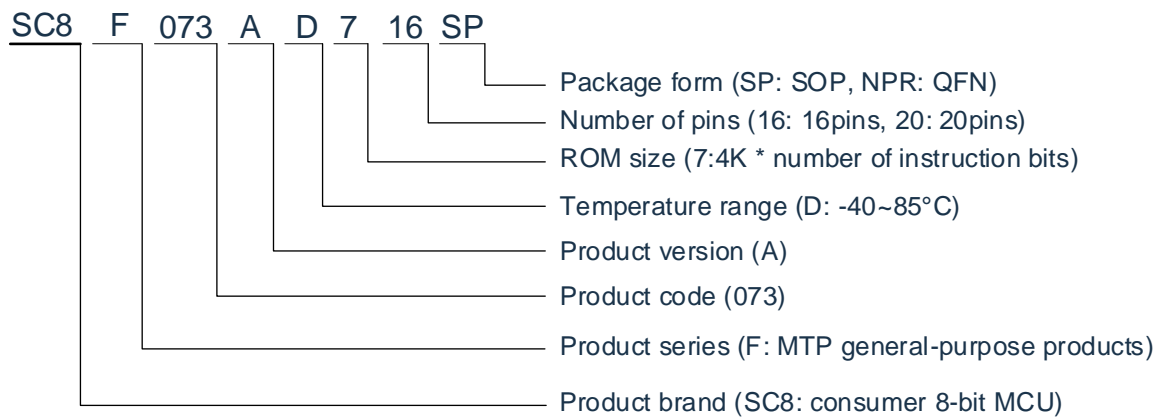 SC8 F 073 A D 7 16 SP
Package form (SP: SOP, NPR: QFN)
Number of pins (16: 16pins, 20: 20pins)
ROM size (7:4K * number of instruction bits)
Temperature range (D: -40~85°C)
Product version (A)
Product code (073)
Product series (F: MTP general-purpose products)
Product brand (SC8: consumer 8-bit MCU)